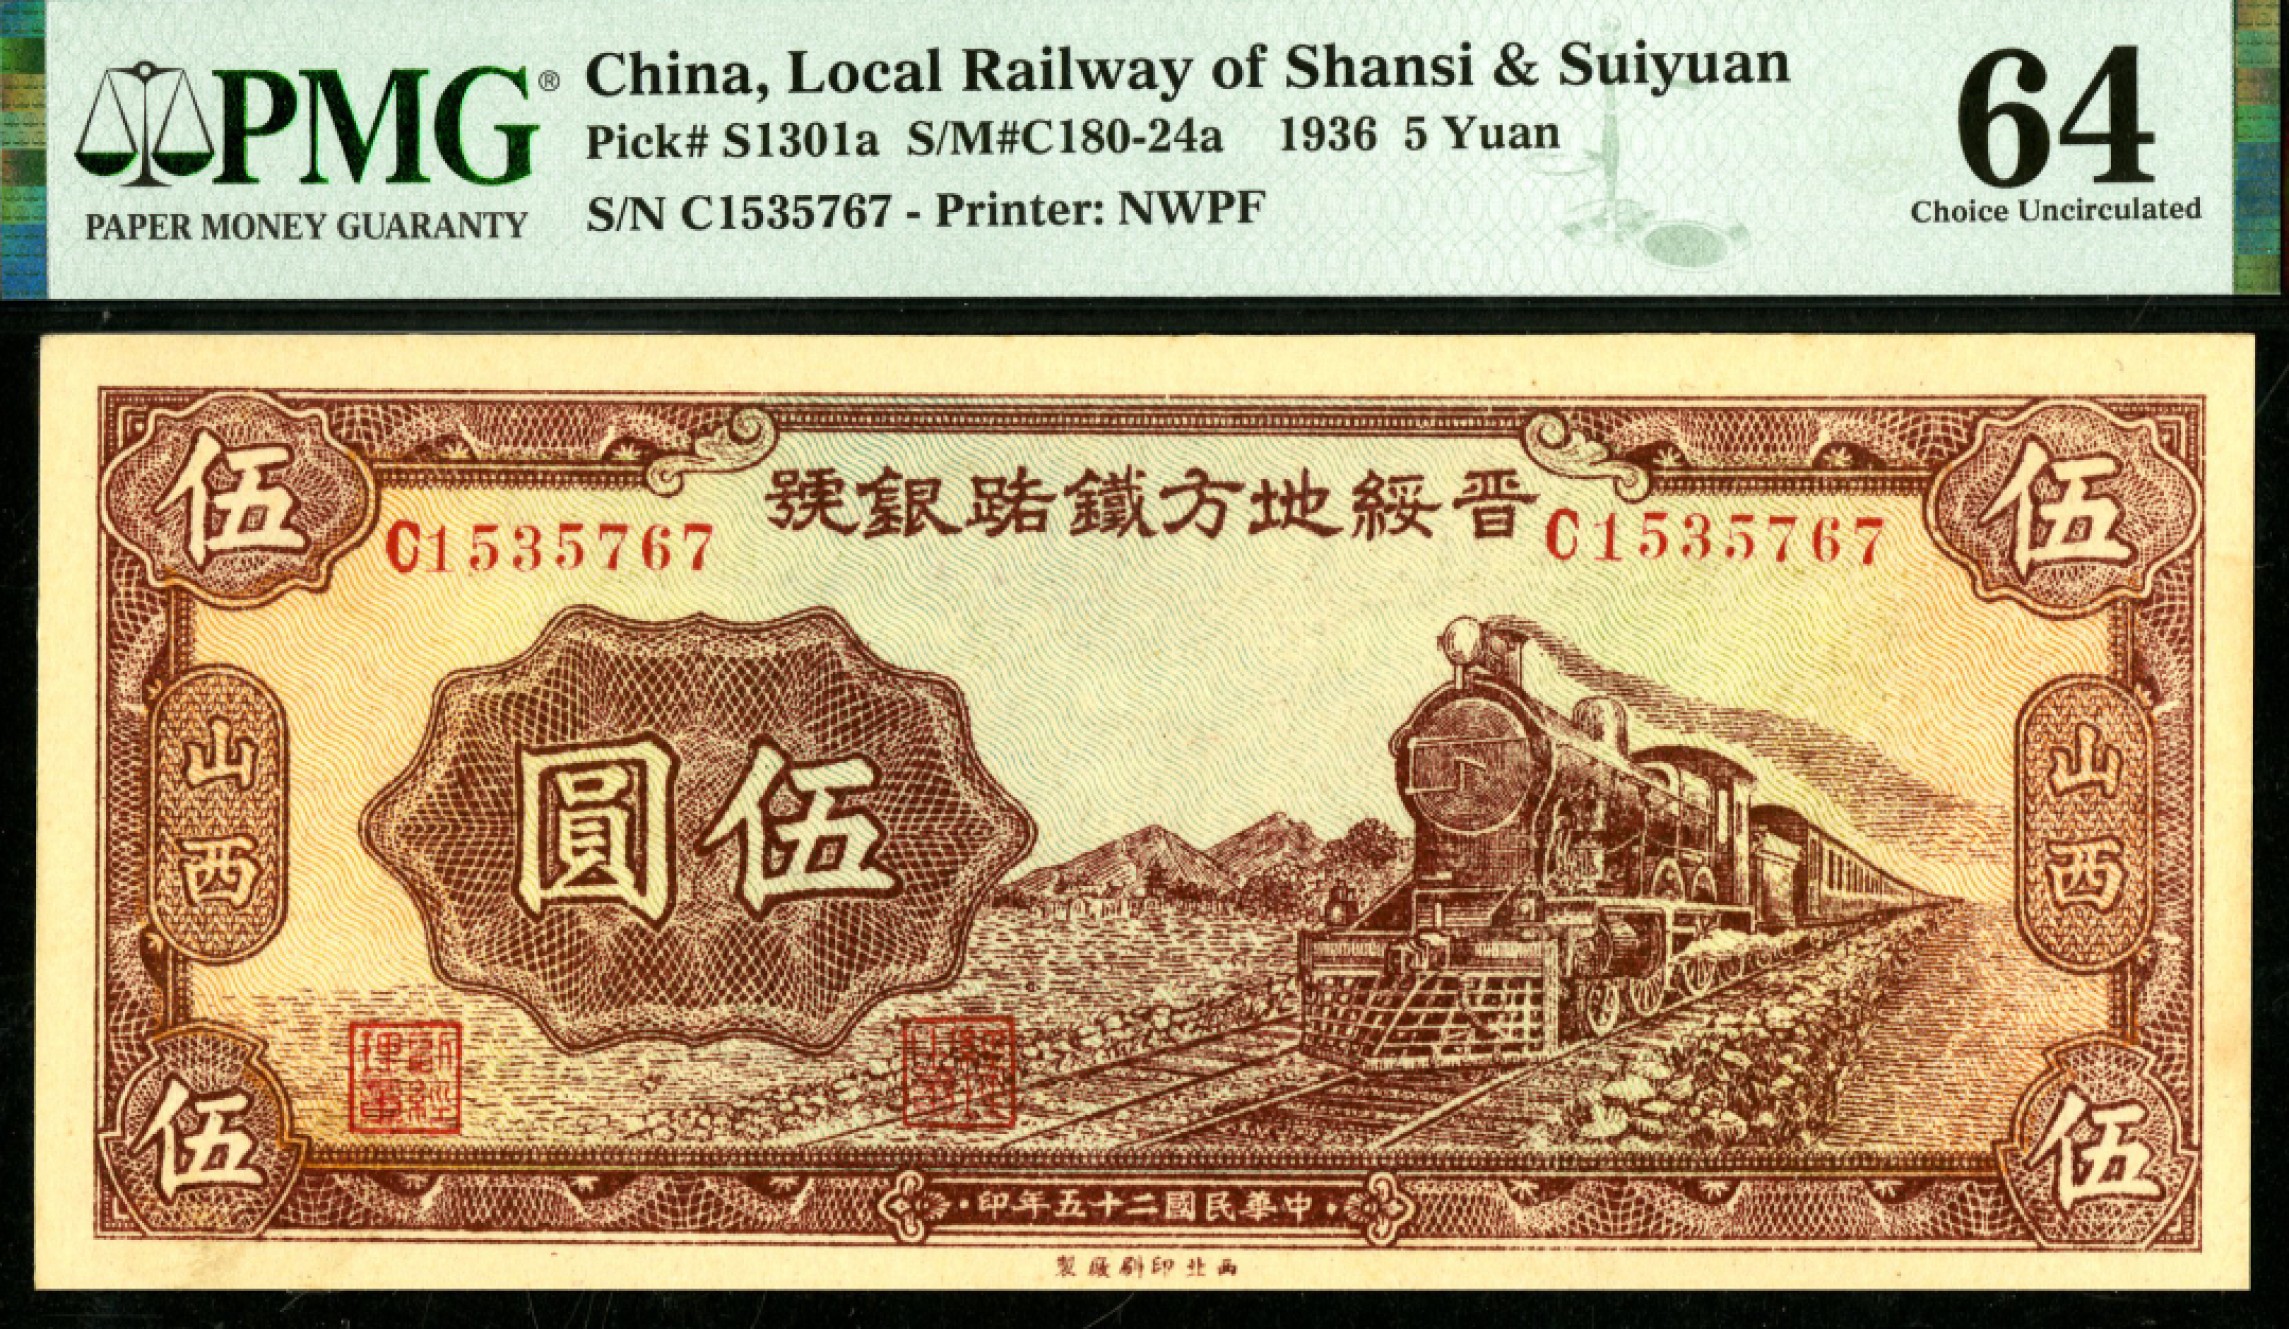 PMG®
PAPER MONEY GUARANTY
China, Local Railway of Shansi & Suiyuan
Pick# S1301a S/M#C180-24a 1936 5 Yuan
S/N C1535767 - Printer: NWPF
64
Choice Uncirculated
伍
伍
晋綏地方鐵路銀號
C1535767
C1535767
伍圓
山西
山西
伍
伍
中華民國二十五年印
西北印刷廠製